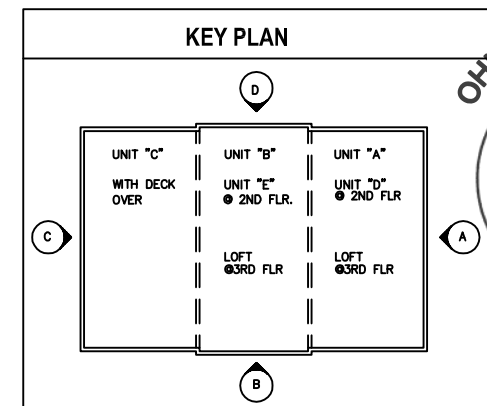 KEY PLAN
D
UNIT "C"
WITH DECK
OVER
UNIT "B"
UNIT "E"
@ 2ND FLR.
LOFT
@3RD FLR
UNIT "A"
UNIT "D"
@ 2ND FLR
LOFT
@3RD FLR
C
A
B